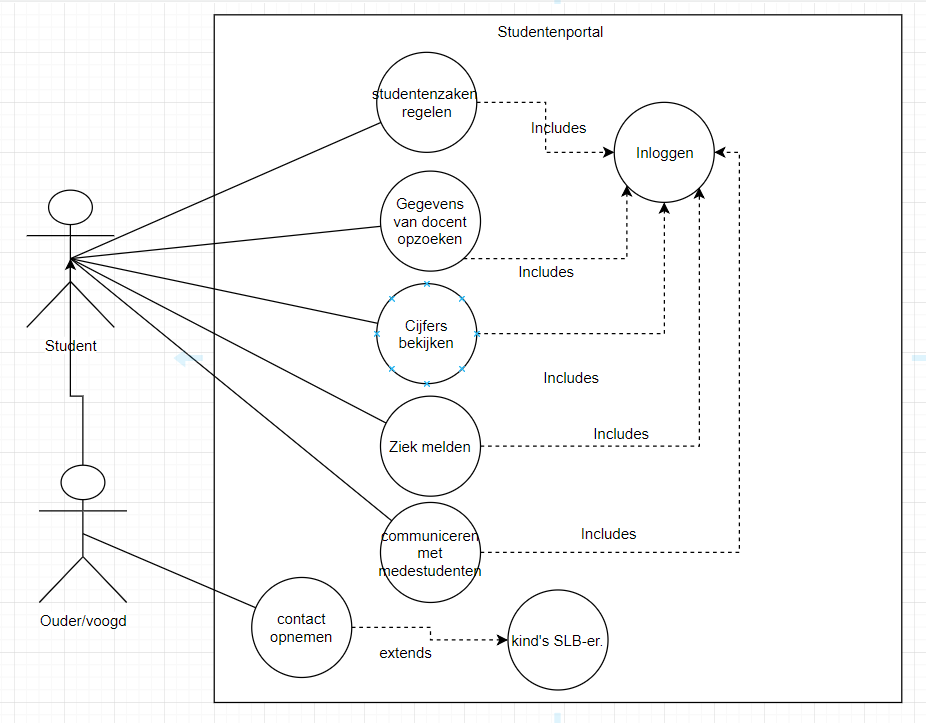 Studentenportal
studentenzaken
regelen
Includes
Inloggen
Gegevens
van docent
opzoeken
Includes
Cijfers
bekijken
Student
Includes
Includes
Ziek melden
Includes
communiceren
met
medestudenten
Ouder/voogd
contact
opnemen
extends
kind's SLB-er.